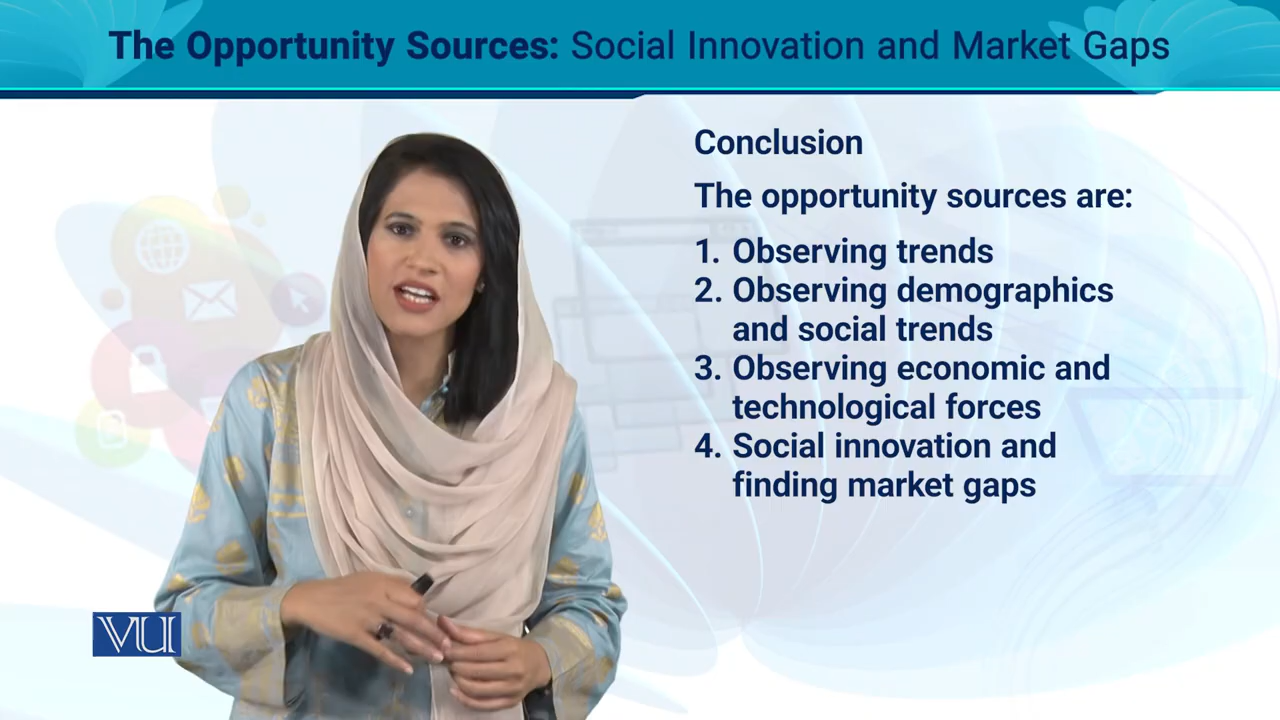 The Opportunity Sources: Social Innovation and Market Gaps
Conclusion
The opportunity sources are:
1. Observing trends
2. Observing demographics
and social trends
3. Observing economic and
technological forces
4. Social innovation and
finding market gaps
VU